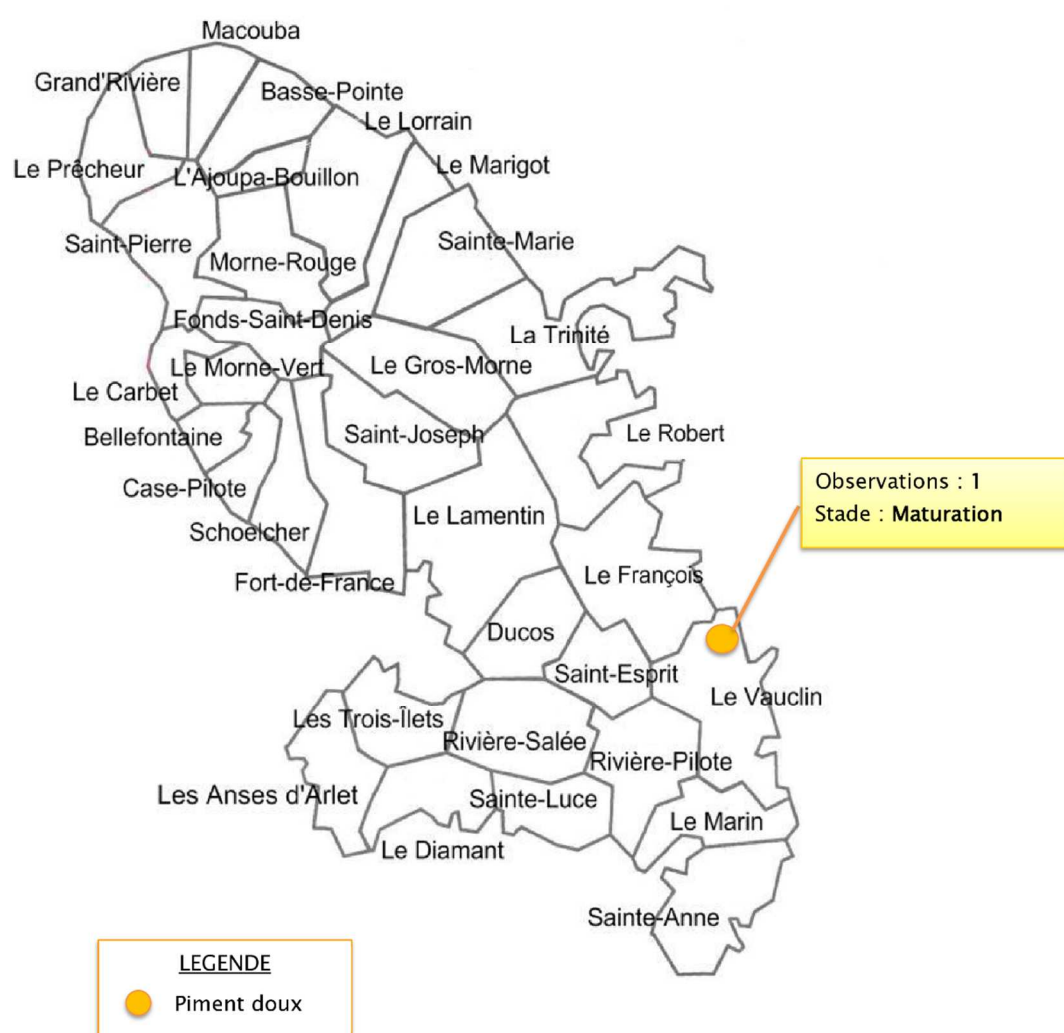 Macouba
Grand'Rivière
Basse-Pointe
Le Lorrain
Le Prêcheur
L'Ajoupa-Bouillon
Le Marigot
Saint-Pierre
Morne-Rouge
Sainte-Marie
Fonds-Saint-Denis
La Trinité
Le Morne-Vert
Le Gros-Morne
Le Carbet
Bellefontaine
Saint-Joseph
Le Robert
Case-Pilote
Observations : 1
Stade : Maturation
Schoelcher
Le Lamentin
Fort-de-France
Le François
Ducos
Saint-Esprit
Le Vauclin
Les Trois-Îlets
Rivière-Salée
Rivière-Pilote
Les Anses d'Arlet
Sainte-Luce
Le Marin
Le Diamant
Sainte-Anne
LEGENDE
Piment doux